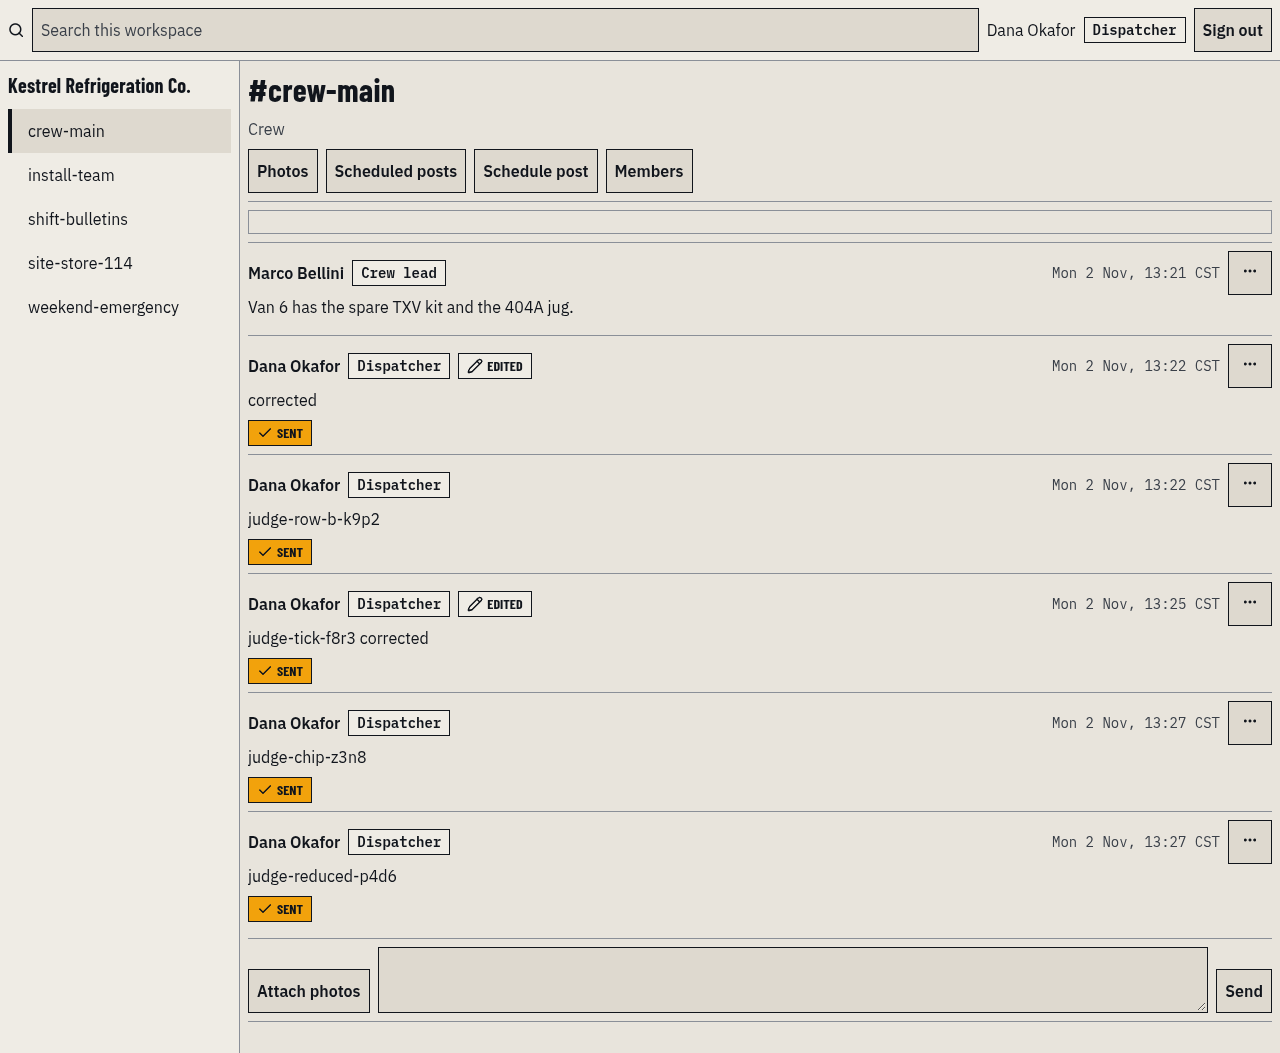 Search this workspace
Dana Okafor Dispatcher Sign out
Kestrel Refrigeration Co.
crew-main
install-team
shift-bulletins
site-store-114
weekend-emergency
#crew-main
Crew
Photos Scheduled posts Schedule post Members
Marco Bellini Crew lead Mon 2 Nov, 13:21 CST ...
Van 6 has the spare TXV kit and the 404A jug.
Dana Okafor Dispatcher EDITED Mon 2 Nov, 13:22 CST ...
corrected
SENT
Dana Okafor Dispatcher Mon 2 Nov, 13:22 CST ...
judge-row-b-k9p2
SENT
Dana Okafor Dispatcher EDITED Mon 2 Nov, 13:25 CST ...
judge-tick-f8r3 corrected
SENT
Dana Okafor Dispatcher Mon 2 Nov, 13:27 CST ...
judge-chip-z3n8
SENT
Dana Okafor Dispatcher Mon 2 Nov, 13:27 CST ...
judge-reduced-p4d6
SENT
Attach photos Send